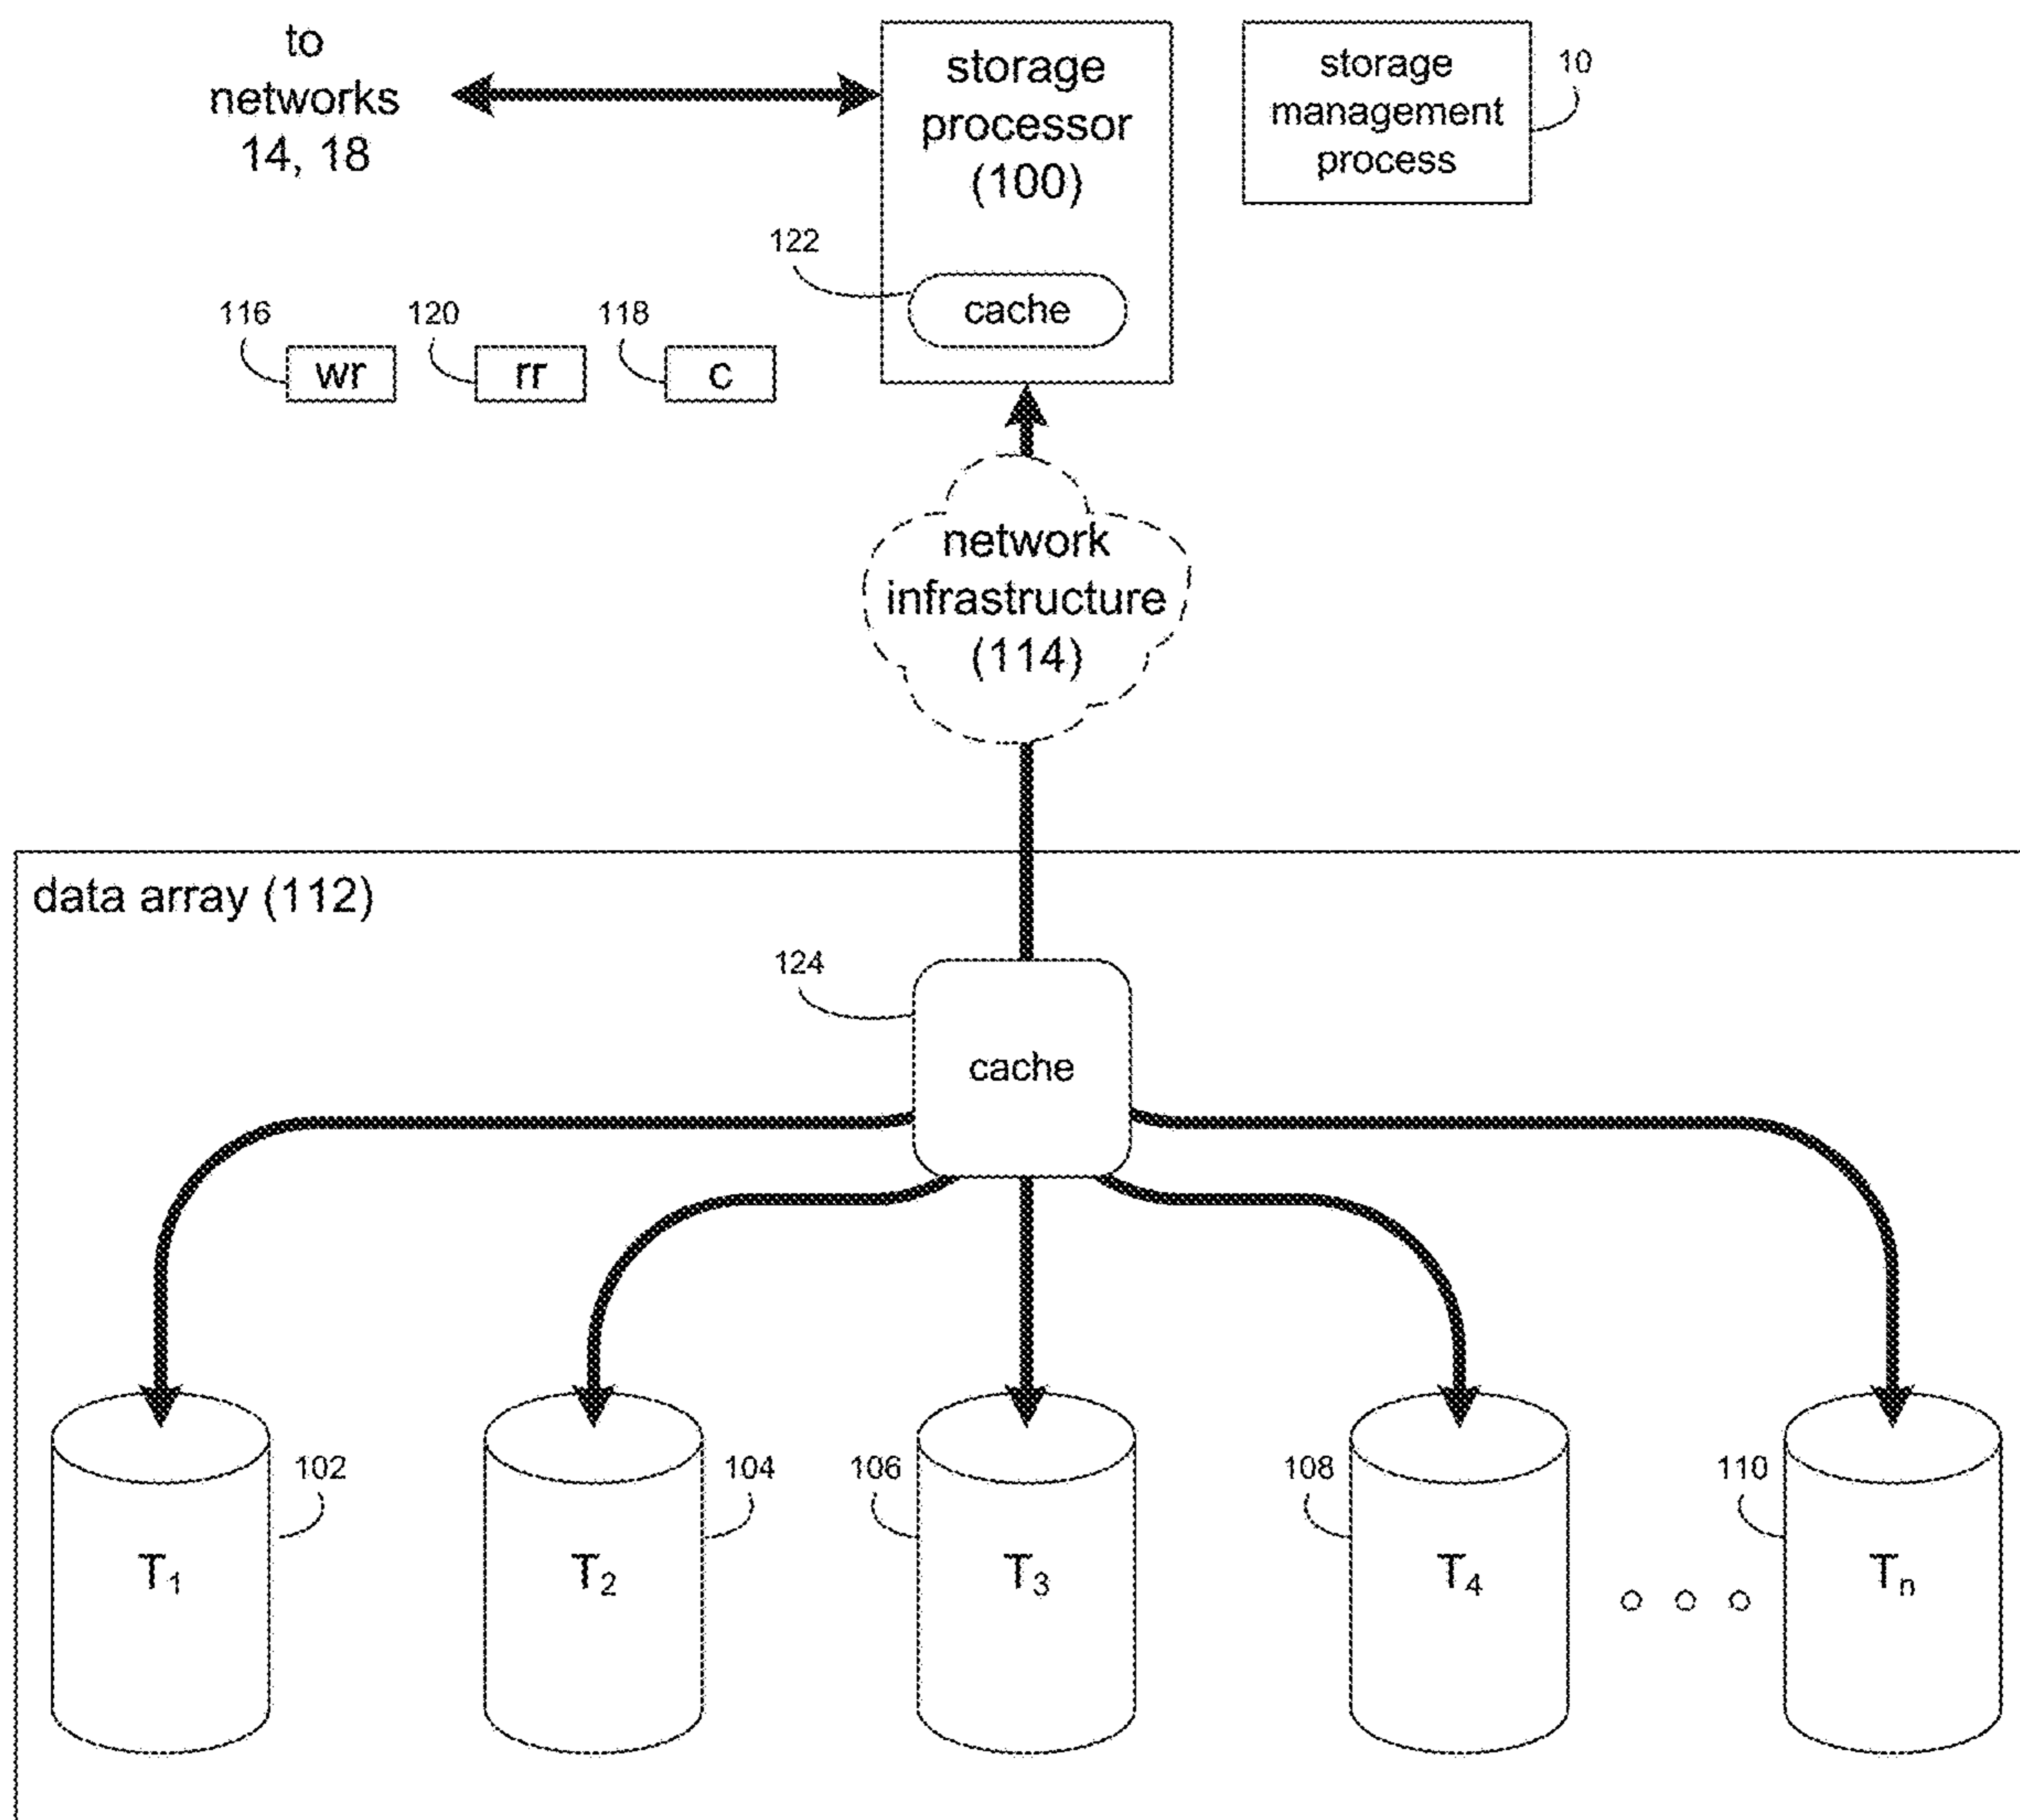 to
networks
14, 18
storage
processor
(100)
storage
management
process
10
122
cache
116
120
118
wr
rr
c
network
infrastructure
(114)
data array (112)
124
cache
102
104
106
108
110
T1
T2
T3
T4
Tn